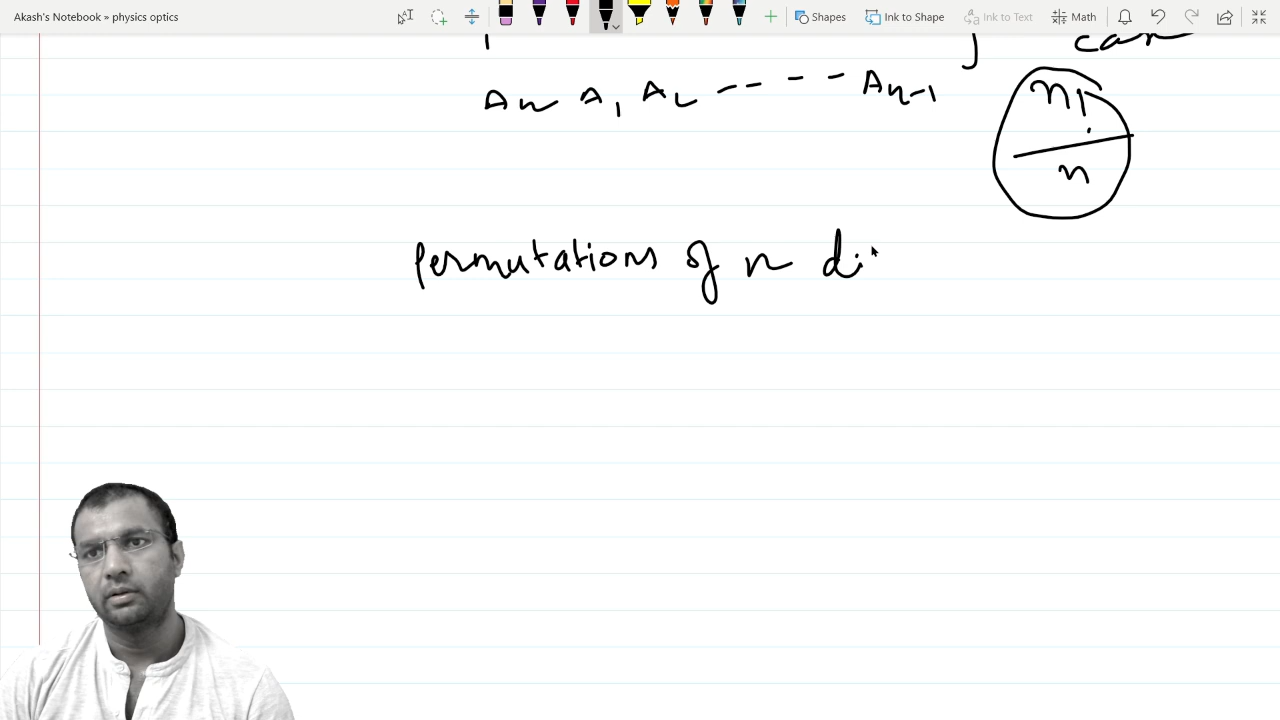 Akash's Notebook » physics optics
Shapes
Ink to Shape
Ink to Text
Math
can
An A1 A2 ---- An-1
n!
n
permutations of n di